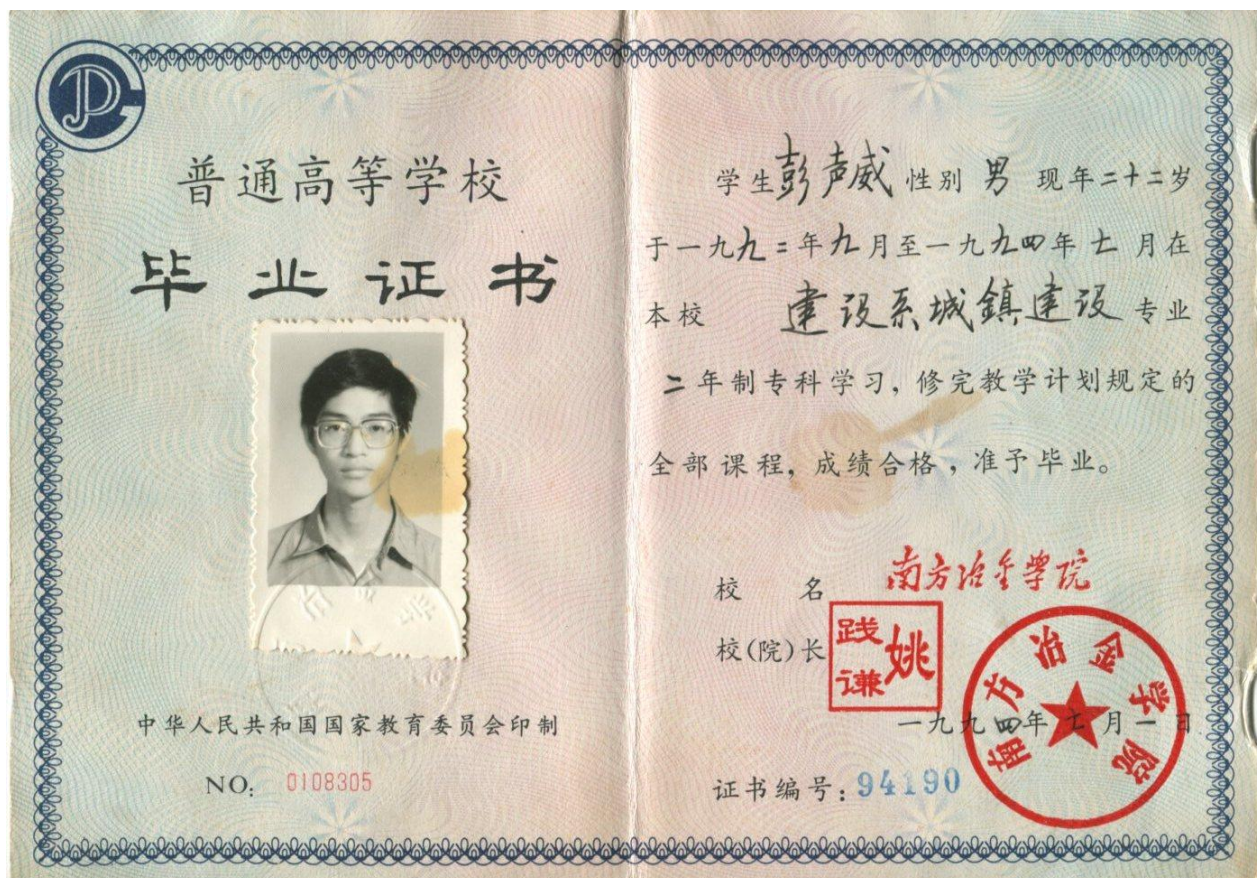 普通高等学校
毕业证书
中华人民共和国国家教育委员会印制
NO: 0108305
学生彭声威性别 男 现年二十二岁
于一九九二年九月至一九九四年七月在
本校 建设系城鎮建设 专业
二年制专科学习，修完教学计划规定的
全部课程，成绩合格，准予毕业。
校 名 南方冶金学院
校(院)长 姚践谦
南方冶金学院
一九九四年七月一日
证书编号: 94190